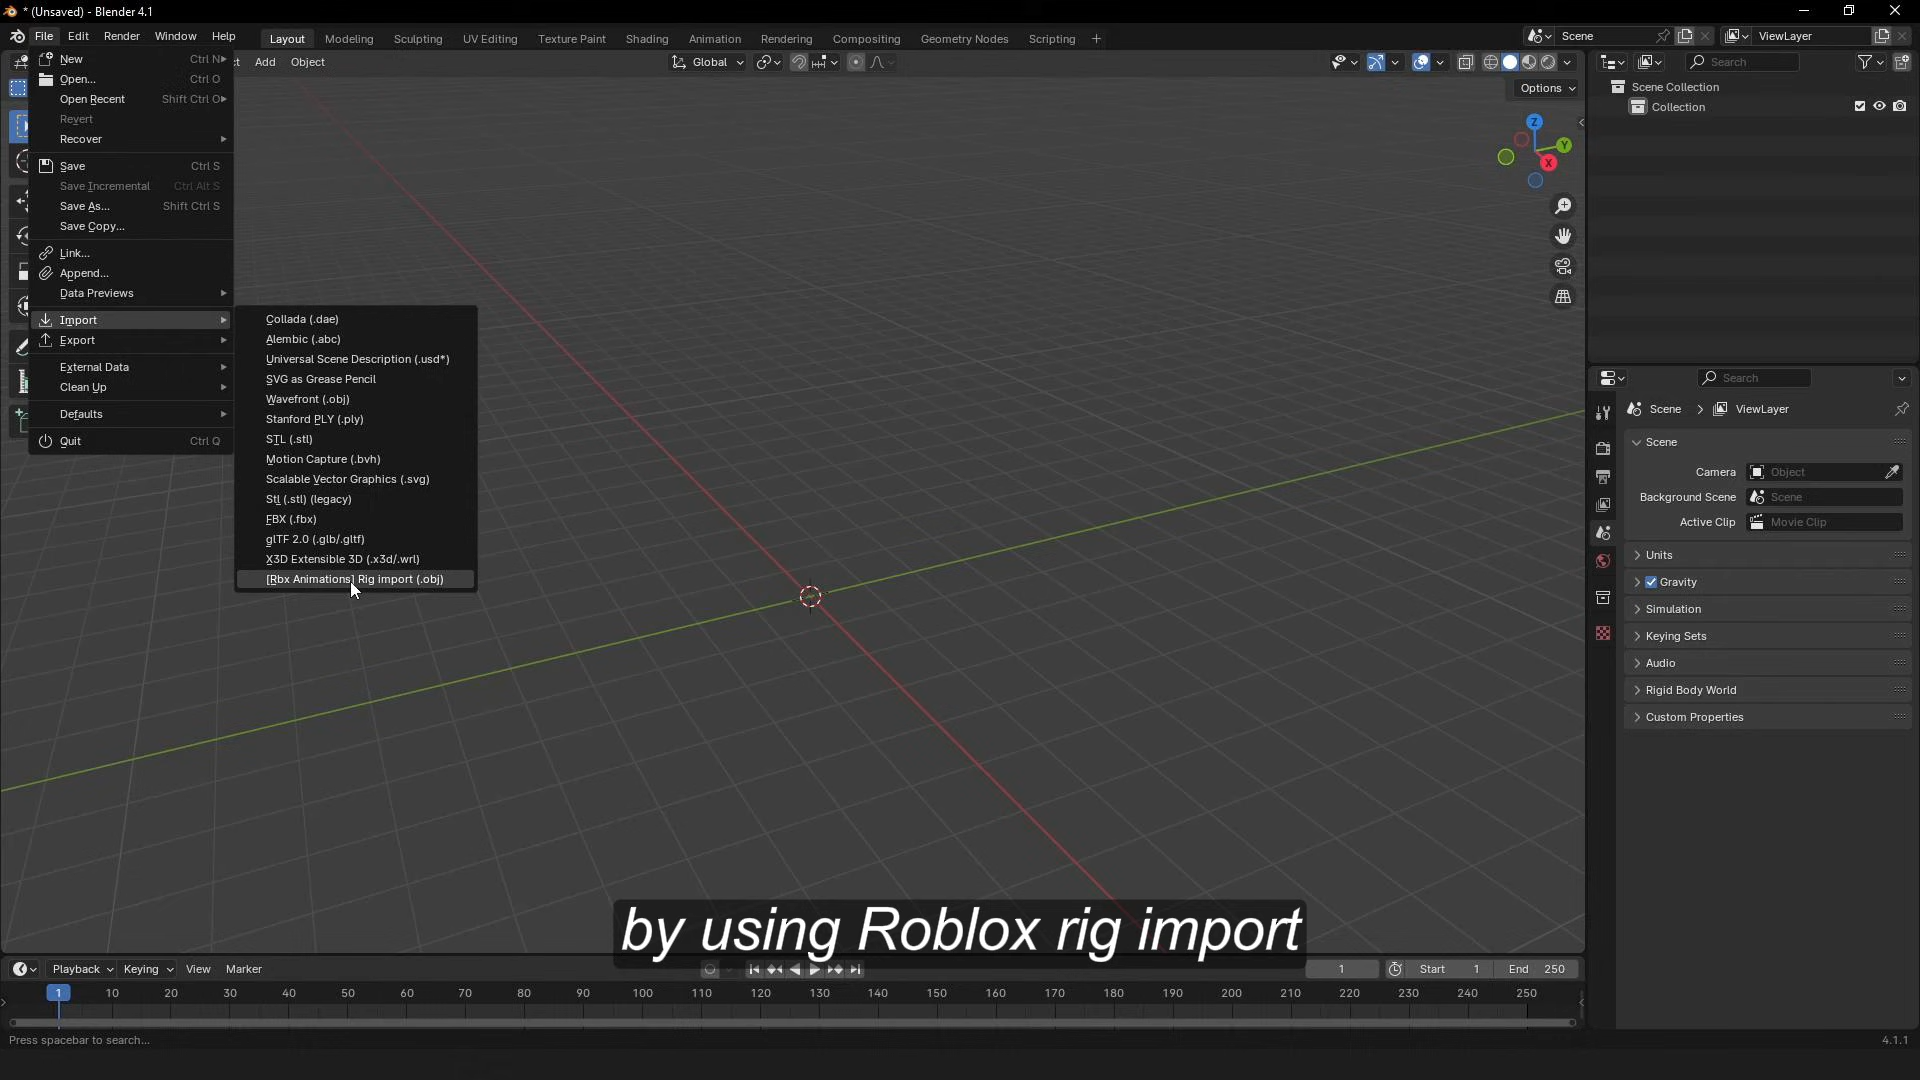 * (Unsaved) - Blender 4.1
File Edit Render Window Help
Layout Modeling Sculpting UV Editing Texture Paint Shading Animation Rendering Compositing Geometry Nodes Scripting +
Scene
ViewLayer
Add Object
Global
Options
Search
New Ctrl N
Open... Ctrl O
Open Recent Shift Ctrl O
Revert
Recover
Save Ctrl S
Save Incremental Ctrl Alt S
Save As... Shift Ctrl S
Save Copy...
Link...
Append...
Data Previews
Import
Export
External Data
Clean Up
Defaults
Quit Ctrl Q
Collada (.dae)
Alembic (.abc)
Universal Scene Description (.usd*)
SVG as Grease Pencil
Wavefront (.obj)
Stanford PLY (.ply)
STL (.stl)
Motion Capture (.bvh)
Scalable Vector Graphics (.svg)
Stl (.stl) (legacy)
FBX (.fbx)
glTF 2.0 (.glb/.gltf)
X3D Extensible 3D (.x3d/.wrl)
[Rbx Animations] Rig import (.obj)
Z
Y
X
Scene Collection
Collection
Search
Scene > ViewLayer
Scene
Camera Object
Background Scene Scene
Active Clip Movie Clip
Units
Gravity
Simulation
Keying Sets
Audio
Rigid Body World
Custom Properties
by using Roblox rig import
Playback Keying View Marker
1 Start 1 End 250
1 10 20 30 40 50 60 70 80 90 100 110 120 130 140 150 160 170 180 190 200 210 220 230 240 250
Press spacebar to search...
4.1.1